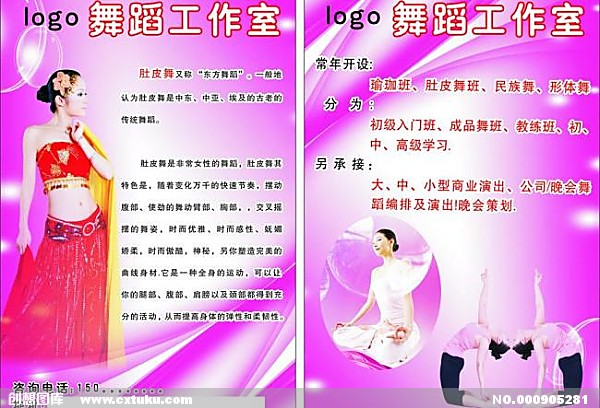 logo 舞蹈工作室
肚皮舞又称“东方舞蹈”，一般地
认为肚皮舞是中东、中亚、埃及的古老的
传统舞蹈。
肚皮舞是非常女性的舞蹈，肚皮舞其
特色是，随着变化万千的快速节奏，摆动
腹部、使劲的舞动臂部、胸部，，交叉摇
摆的舞姿，时而优雅、时而感性、妩媚
娇柔，时而傲酷，神秘，另你塑造完美的
曲线身材.它是一种全身的运动，可以让
你的腿部、腹部、肩膀以及颈部都得到充
分的活动，从而提高身体的弹性和柔韧性。
咨询电话:150..........
logo 舞蹈工作室
常年开设:
瑜珈班、肚皮舞班、民族舞、形体舞
分 为 :
初级入门班、成品舞班、教练班、初、
中、高级学习.
另承接:
大、中、小型商业演出、公司/晚会舞
蹈编排及演出!晚会策划.
创想图库 www.cxtuku.com
NO.000905281